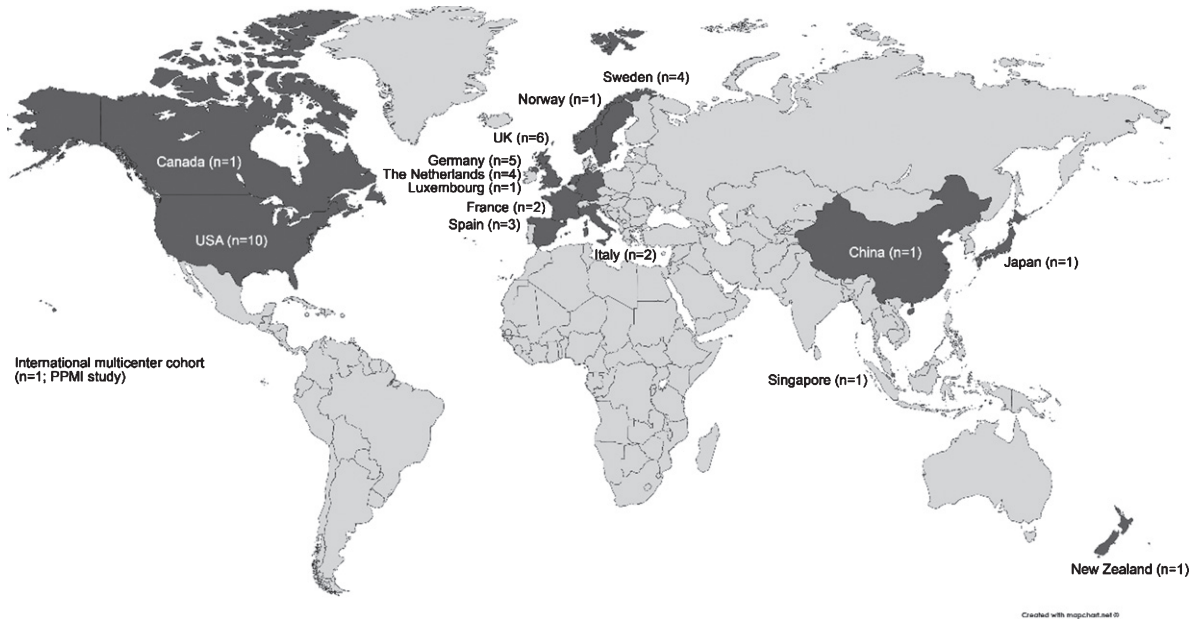 Sweden (n=4)
Norway (n=1)
UK (n=6)
Canada (n=1)
Germany (n=5)
The Netherlands (n=4)
Luxembourg (n=1)
France (n=2)
Spain (n=3)
USA (n=10)
Italy (n=2)
China (n=1)
Japan (n=1)
International multicenter cohort
(n=1; PPMI study)
Singapore (n=1)
New Zealand (n=1)
Created with mapchart.net ©